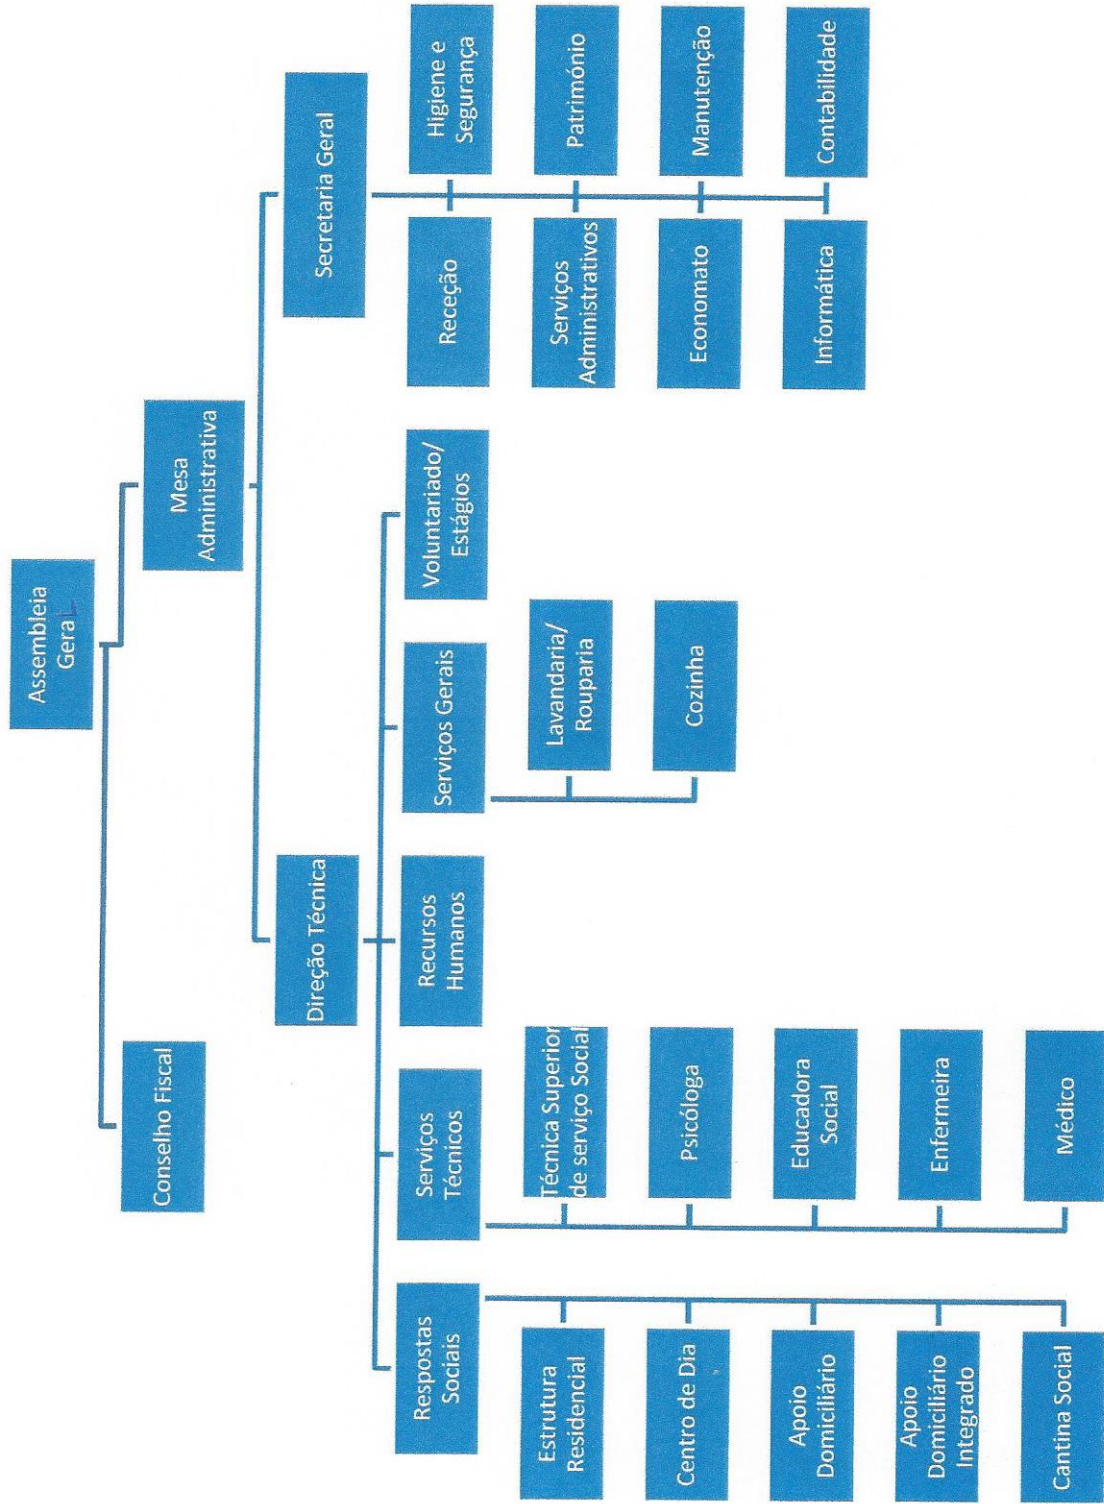 Assembleia
Geral
Conselho Fiscal
Mesa
Administrativa
Direção Técnica
Secretaria Geral
Respostas
Sociais
Serviços
Técnicos
Recursos
Humanos
Serviços Gerais
Voluntariado/
Estágios
Estrutura
Residencial
Centro de Dia
Apoio
Domiciliário
Apoio
Domiciliário
Integrado
Cantina Social
Técnica Superior
de serviço Social
Psicóloga
Educadora
Social
Enfermeira
Médico
Lavandaria/
Rouparia
Cozinha
Receção
Higiene e
Segurança
Serviços
Administrativos
Património
Economato
Manutenção
Informática
Contabilidade